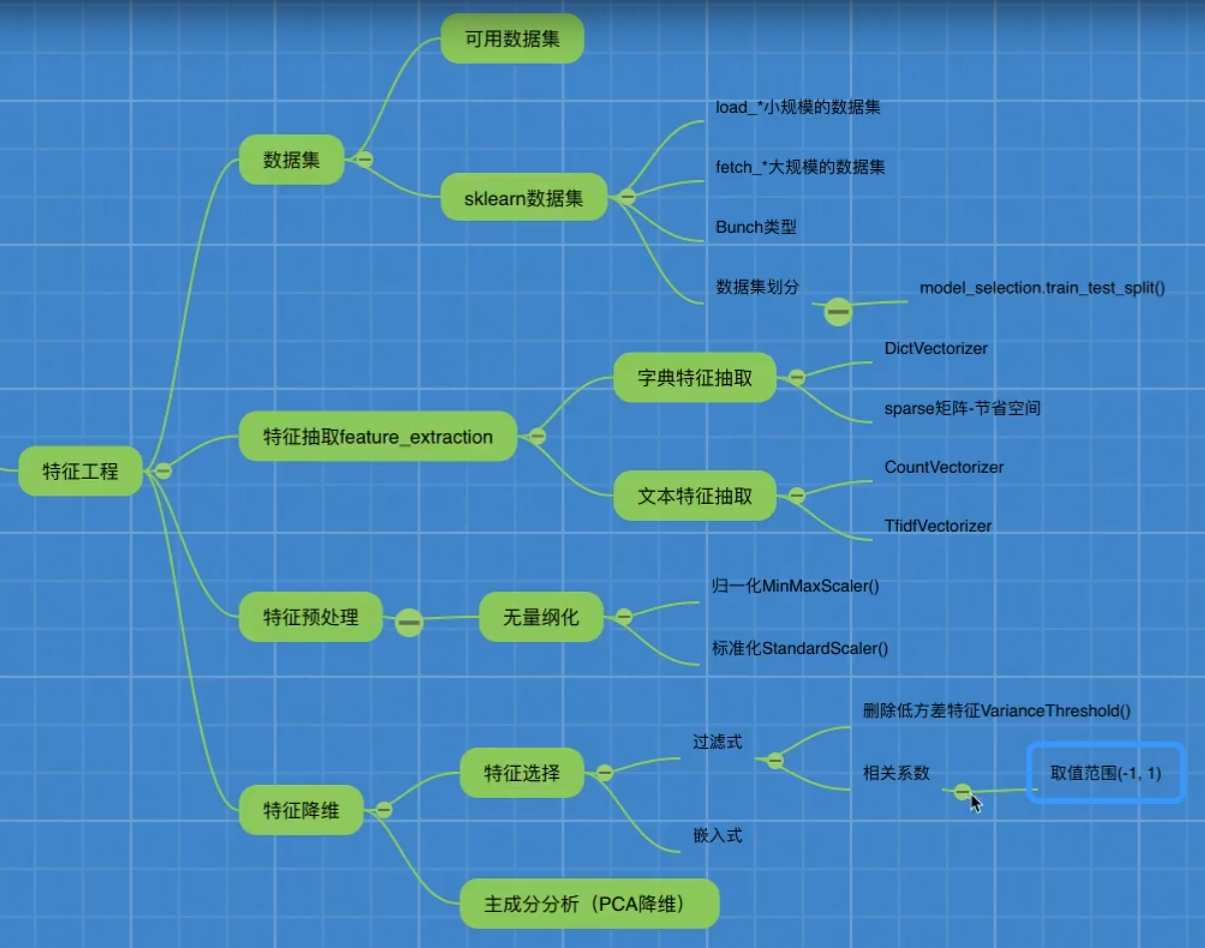 特征工程
数据集
可用数据集
sklearn数据集
load_*小规模的数据集
fetch_*大规模的数据集
Bunch类型
数据集划分
model_selection.train_test_split()
特征抽取feature_extraction
字典特征抽取
DictVectorizer
sparse矩阵-节省空间
文本特征抽取
CountVectorizer
TfidfVectorizer
特征预处理
无量纲化
归一化MinMaxScaler()
标准化StandardScaler()
特征降维
特征选择
过滤式
删除低方差特征VarianceThreshold()
相关系数
取值范围(-1, 1)
嵌入式
主成分分析（PCA降维）